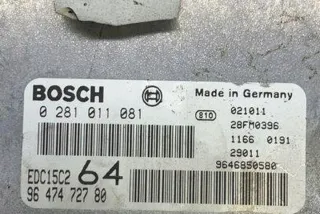 BOSCH
Made in Germany
0 281 011 081
810
021011
28FM0396
1166 0191
EDC15C2 64
29011
96 474 727 80
9646850580